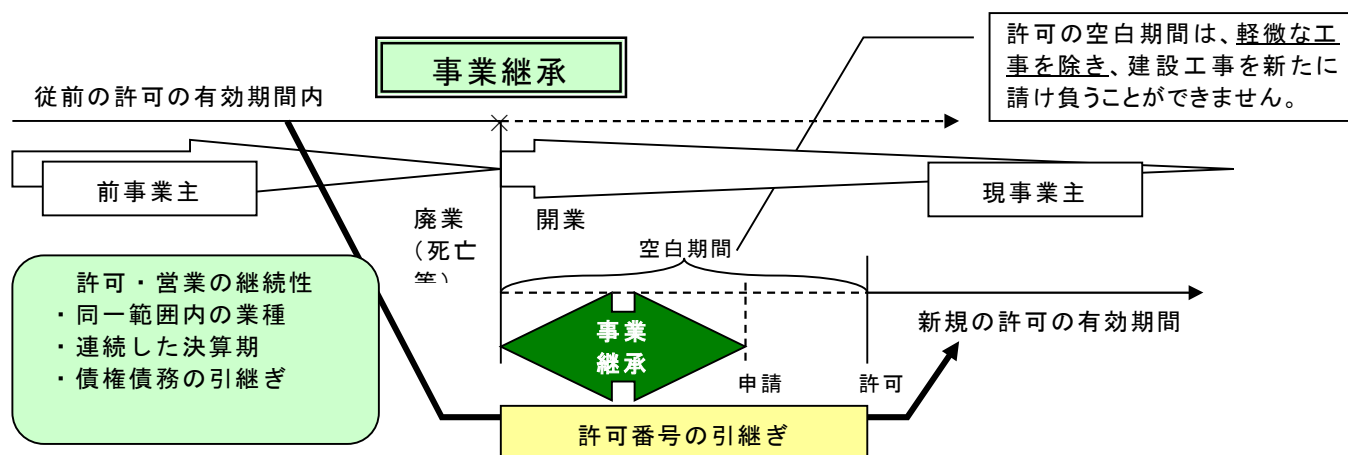 事業継承
許可の空白期間は、軽微な工
事を除き、建設工事を新たに
請け負うことができません。
従前の許可の有効期間内
前事業主
現事業主
廃業
（死亡
等）
開業
空白期間
許可・営業の継続性
・同一範囲内の業種
・連続した決算期
・債権債務の引継ぎ
事業
継承
新規の許可の有効期間
申請
許可
許可番号の引継ぎ